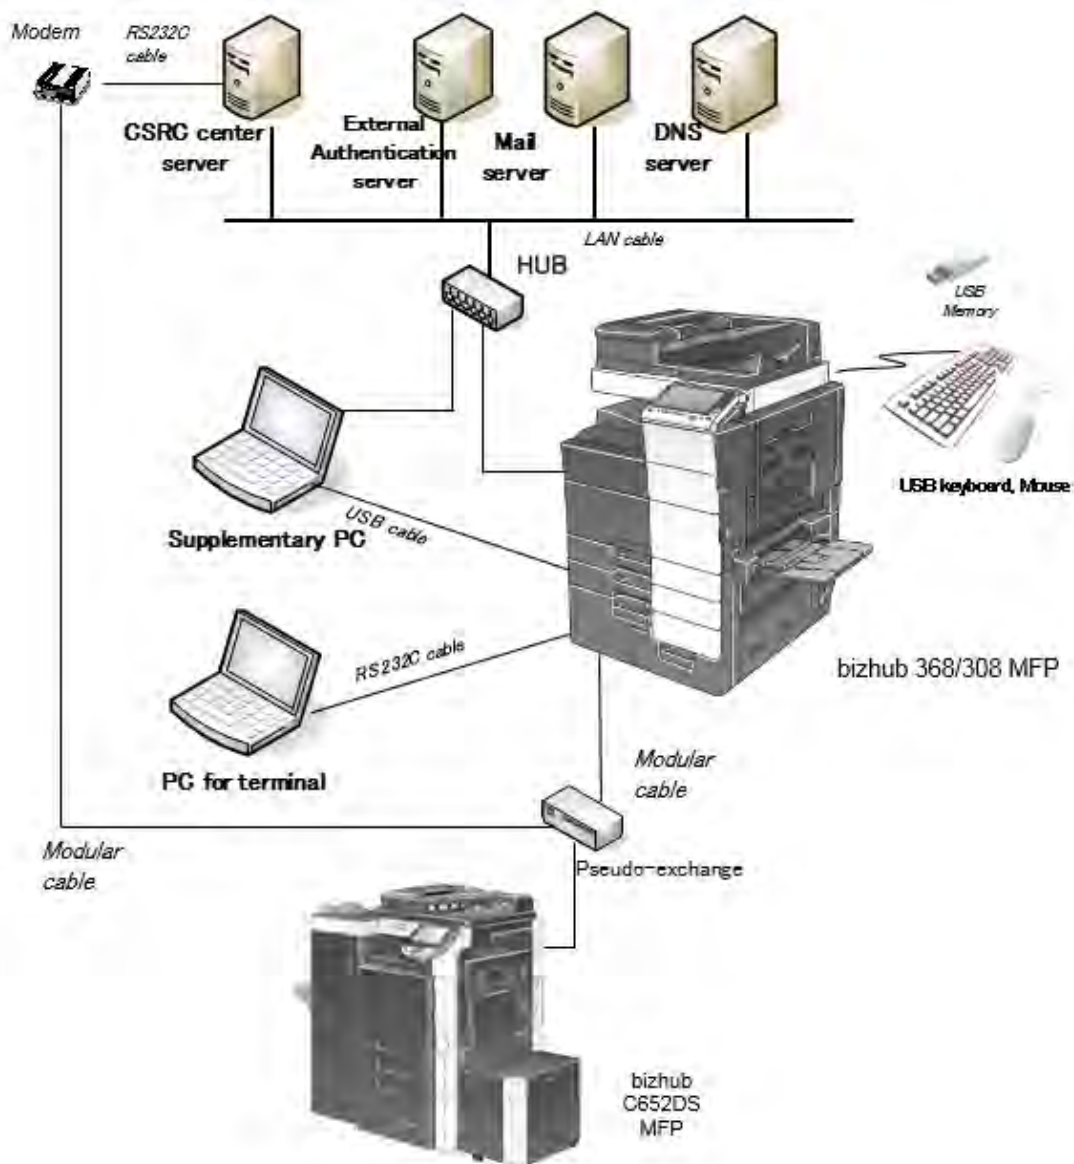 Modem
RS232C
cable
CSRC center
server
External
Authentication
server
Mail
server
DNS
server
LAN cable
HUB
USB
Memory
USB keyboard, Mouse
Supplementary PC
USB cable
bizhub 368/308 MFP
RS232C cable
PC for terminal
Modular
cable
Pseudo-exchange
Modular
cable
bizhub
C652DS
MFP